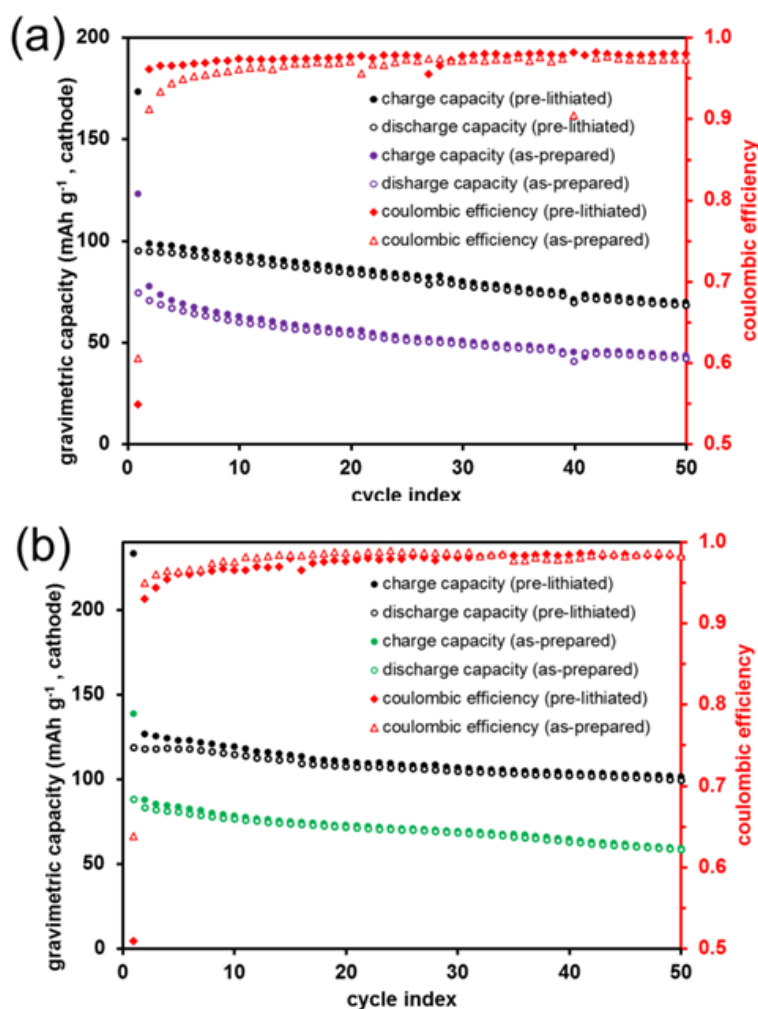 (a)
200
150
100
50
0
gravimetric capacity (mAh g⁻¹ , cathode)
1.0
0.9
0.8
0.7
0.6
0.5
coulombic efficiency
charge capacity (pre-lithiated)
discharge capacity (pre-lithiated)
charge capacity (as-prepared)
disharge capacity (as-prepared)
coulombic efficiency (pre-lithiated)
coulombic efficiency (as-prepared)
0 10 20 30 40 50
cycle index
(b)
200
150
100
50
0
gravimetric capacity (mAh g⁻¹ , cathode)
1.0
0.9
0.8
0.7
0.6
0.5
coulombic efficiency
charge capacity (pre-lithiated)
discharge capacity (pre-lithiated)
charge capacity (as-prepared)
discharge capacity (as-prepared)
coulombic efficiency (pre-lithiated)
coulombic efficiency (as-prepared)
0 10 20 30 40 50
cycle index